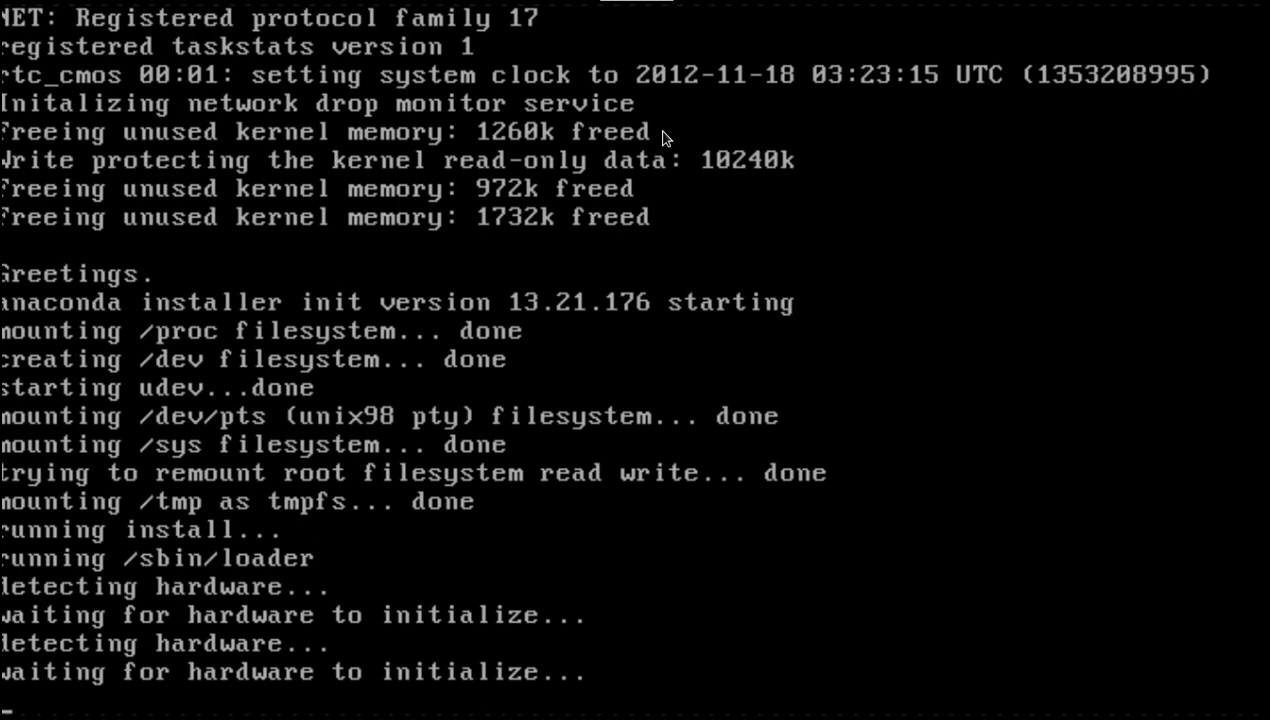 NET: Registered protocol family 17
registered taskstats version 1
rtc_cmos 00:01: setting system clock to 2012-11-18 03:23:15 UTC (1353208995)
Initalizing network drop monitor service
Freeing unused kernel memory: 1260k freed
Write protecting the kernel read-only data: 10240k
Freeing unused kernel memory: 972k freed
Freeing unused kernel memory: 1732k freed
Greetings.
anaconda installer init version 13.21.176 starting
mounting /proc filesystem... done
creating /dev filesystem... done
starting udev...done
mounting /dev/pts (unix98 pty) filesystem... done
mounting /sys filesystem... done
trying to remount root filesystem read write... done
mounting /tmp as tmpfs... done
running install...
running /sbin/loader
detecting hardware...
waiting for hardware to initialize...
detecting hardware...
waiting for hardware to initialize...